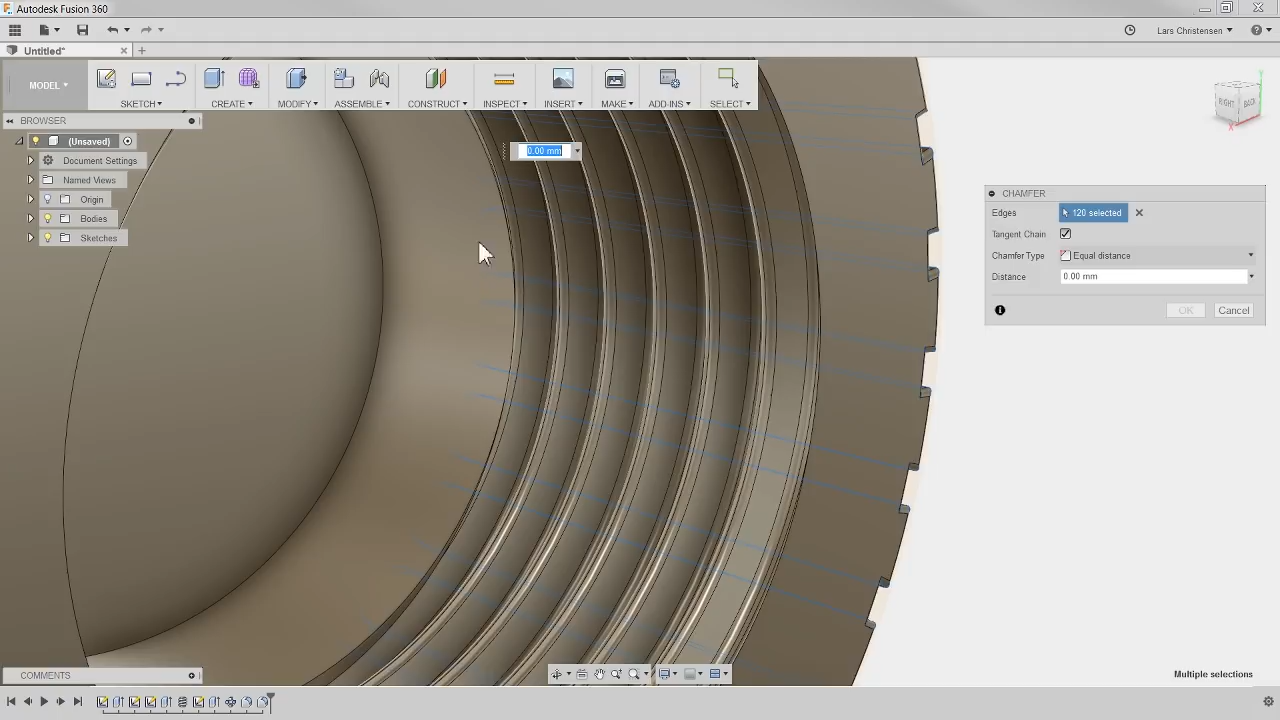 Autodesk Fusion 360
Lars Christensen
Untitled*
MODEL
SKETCH CREATE MODIFY ASSEMBLE CONSTRUCT INSPECT INSERT MAKE ADD-INS SELECT
BROWSER
(Unsaved)
Document Settings
Named Views
Origin
Bodies
Sketches
0.00 mm
RIGHT BACK
Z
X
CHAMFER
Edges 120 selected
Tangent Chain
Chamfer Type Equal distance
Distance 0.00 mm
OK Cancel
COMMENTS
Multiple selections